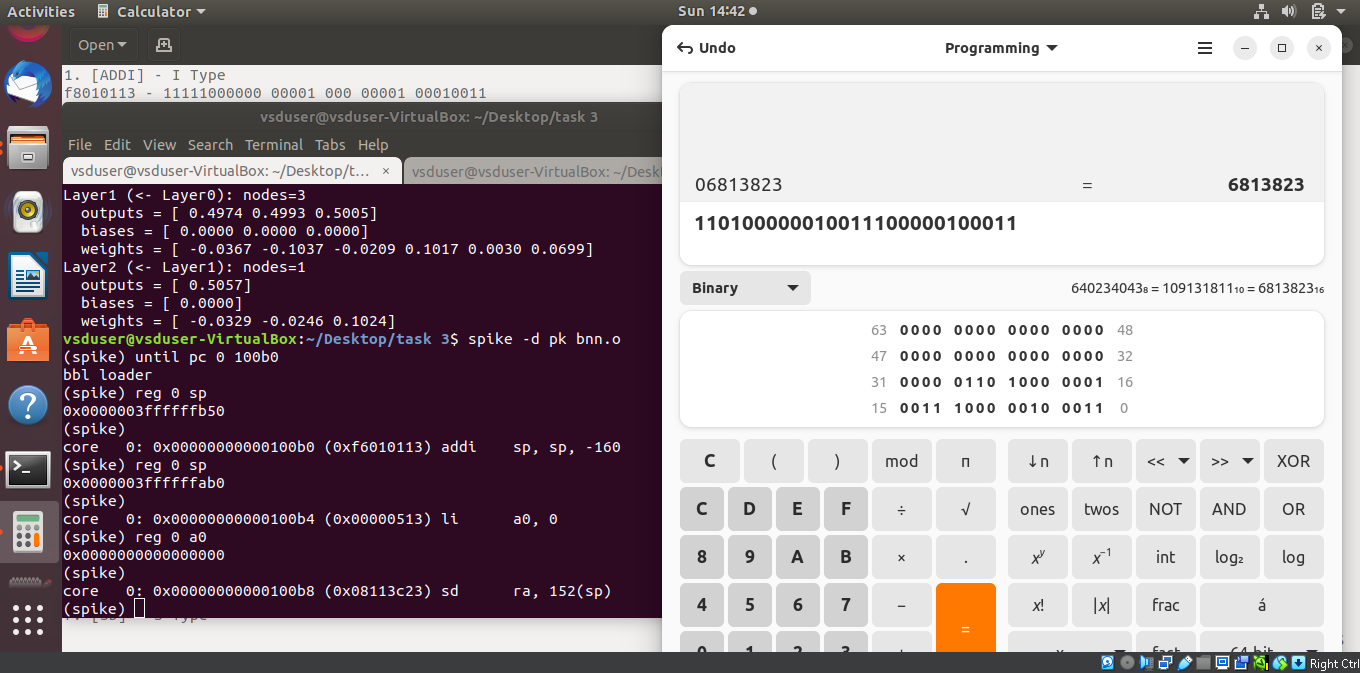 Activities Calculator Sun 14:42
Open
1. [ADDI] - I Type
f8010113 - 11111000000 00001 000 00001 00010011
vsduser@vsduser-VirtualBox: ~/Desktop/task 3
File Edit View Search Terminal Tabs Help
vsduser@vsduser-VirtualBox: ~/Desktop/t... × vsduser@vsduser-VirtualBox: ~/Deskt
Layer1 (<- Layer0): nodes=3
outputs = [ 0.4974 0.4993 0.5005]
biases = [ 0.0000 0.0000 0.0000]
weights = [ -0.0367 -0.1037 -0.0209 0.1017 0.0030 0.0699]
Layer2 (<- Layer1): nodes=1
outputs = [ 0.5057]
biases = [ 0.0000]
weights = [ -0.0329 -0.0246 0.1024]
vsduser@vsduser-VirtualBox:~/Desktop/task 3$ spike -d pk bnn.o
(spike) until pc 0 100b0
bbl loader
(spike) reg 0 sp
0x0000003ffffffb50
(spike)
core 0: 0x00000000000100b0 (0xf6010113) addi sp, sp, -160
(spike) reg 0 sp
0x0000003ffffffab0
(spike)
core 0: 0x00000000000100b4 (0x00000513) li a0, 0
(spike) reg 0 a0
0x0000000000000000
(spike)
core 0: 0x00000000000100b8 (0x08113c23) sd ra, 152(sp)
(spike)
Undo Programming
06813823 = 6813823
110100000010011100000100011
Binary 640234043₈ = 109131811₁₀ = 6813823₁₆
63 0000 0000 0000 0000 48
47 0000 0000 0000 0000 32
31 0000 0110 1000 0001 16
15 0011 1000 0010 0011 0
C ( ) mod π ↓n ↑n << >> XOR
C D E F ÷ √ ones twos NOT AND OR
8 9 A B × . xʸ x⁻¹ int log₂ log
4 5 6 7 − = x! |x| frac á
0 1 2 3 + x fact 64-bit
Right Ctrl